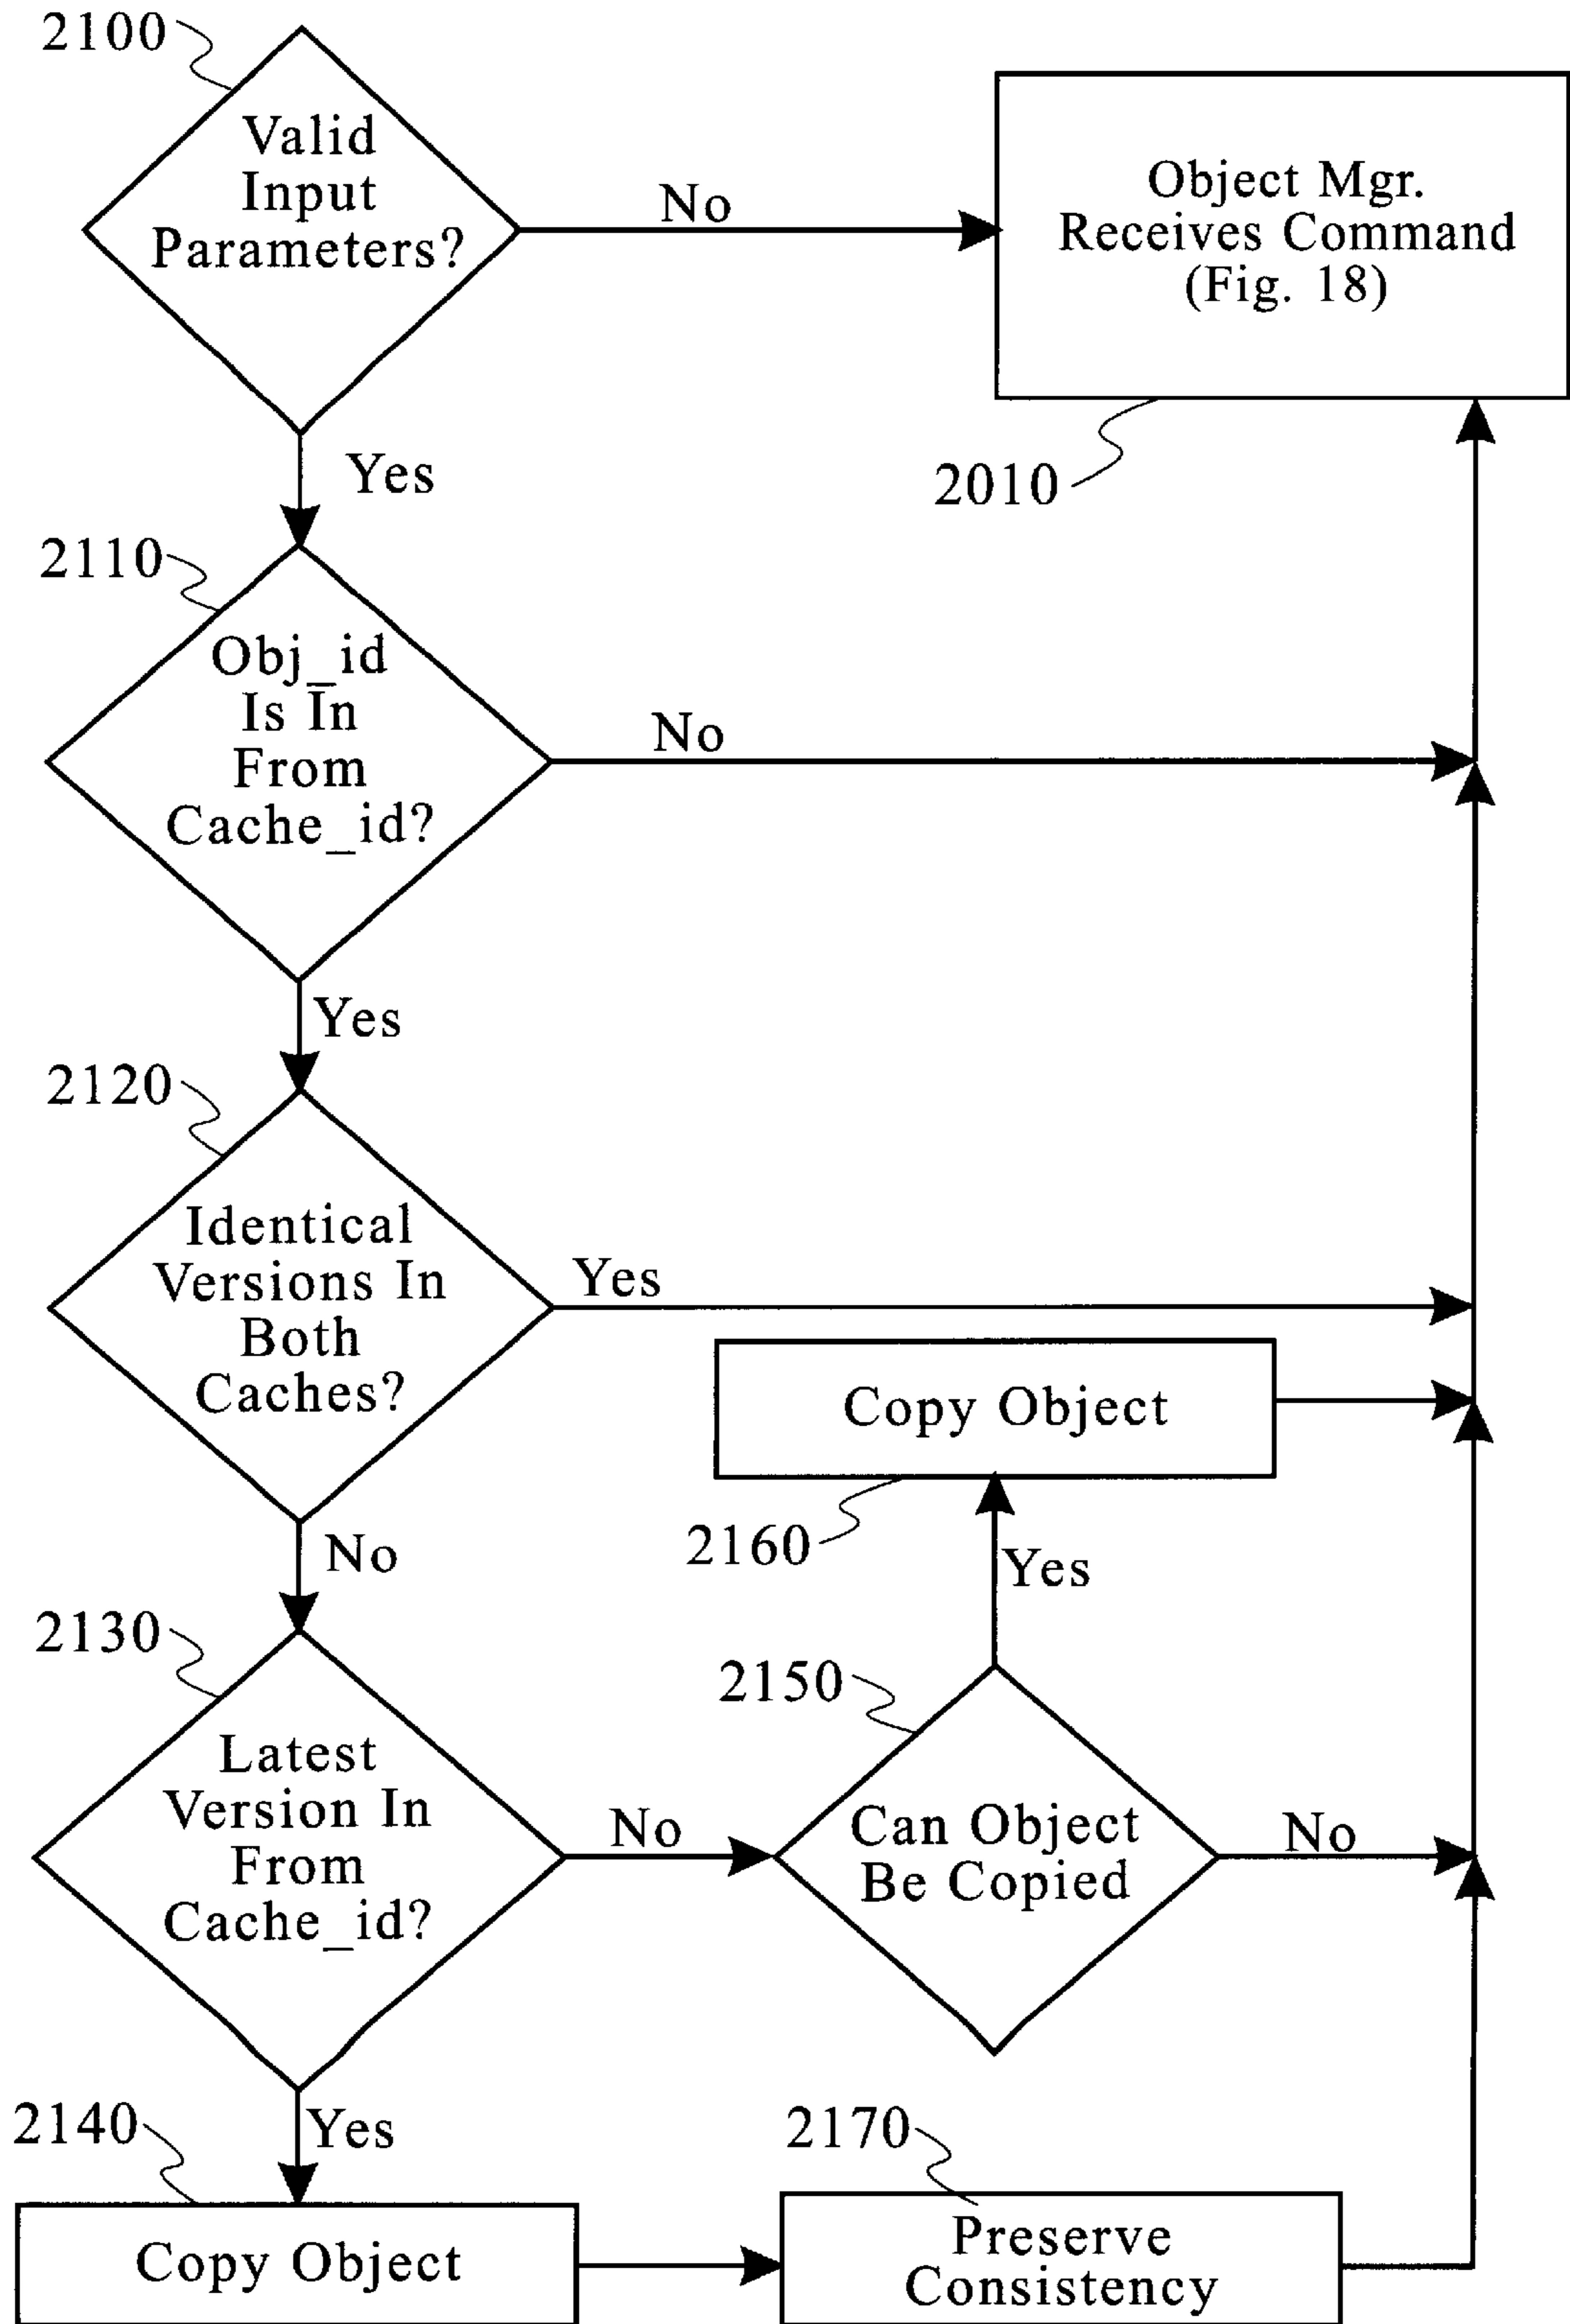 2100
Valid
Input
Parameters?
No
Object Mgr.
Receives Command
(Fig. 18)
2010
Yes
2110
Obj_id
Is In
From
Cache_id?
No
Yes
2120
Identical
Versions In
Both
Caches?
Yes
Copy Object
2160
Yes
No
2130
Latest
Version In
From
Cache_id?
No
2150
Can Object
Be Copied
No
Yes
2140
Copy Object
2170
Preserve
Consistency